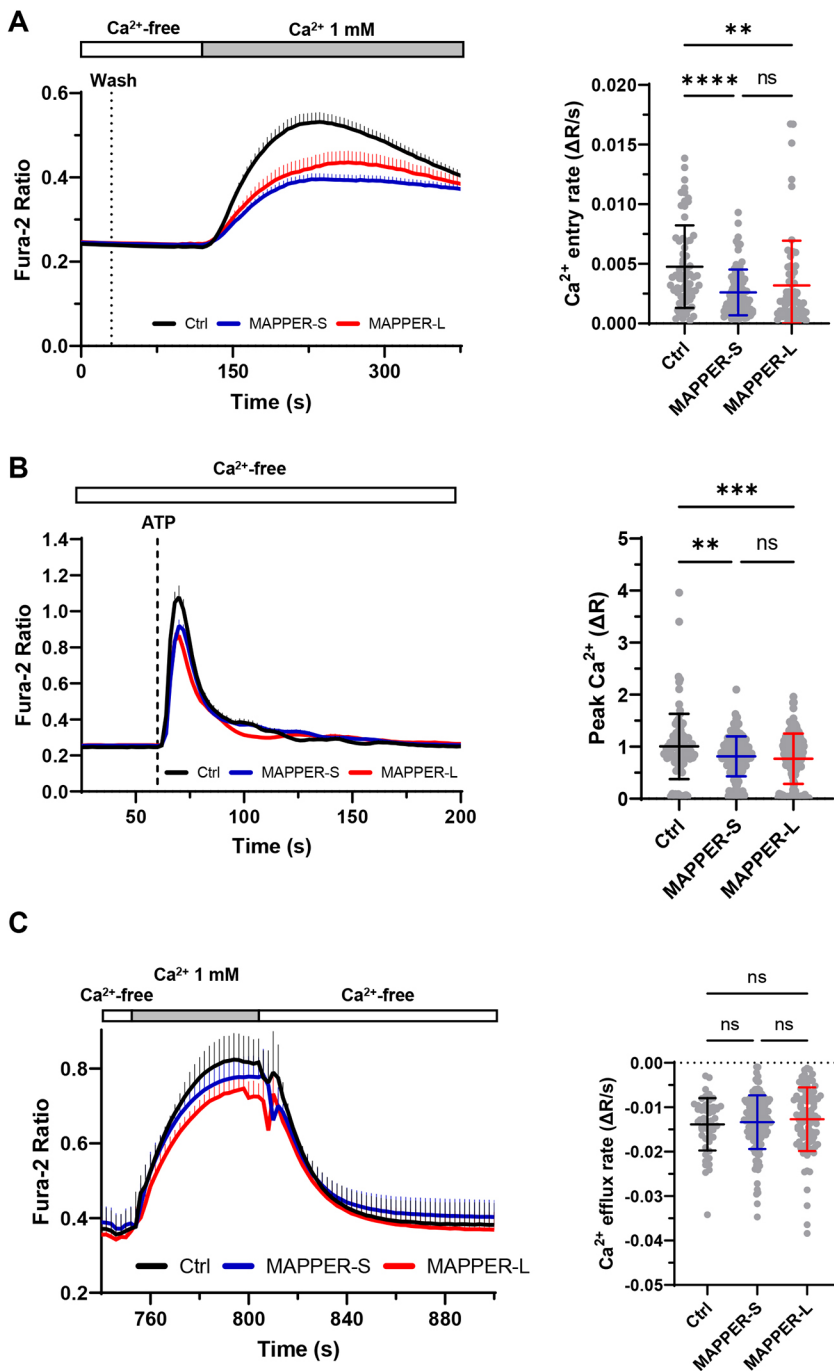 A
Ca²⁺-free Ca²⁺ 1 mM
Wash
0.6
0.4
0.2
0.0
Fura-2 Ratio
Ctrl MAPPER-S MAPPER-L
0 150 300
Time (s)
**
**** ns
0.020
0.015
0.010
0.005
0.000
Ca²⁺ entry rate (ΔR/s)
Ctrl MAPPER-S MAPPER-L
B
Ca²⁺-free
ATP
1.4
1.2
1.0
0.8
0.6
0.4
0.2
0.0
Fura-2 Ratio
Ctrl MAPPER-S MAPPER-L
50 100 150 200
Time (s)
***
** ns
5
4
3
2
1
0
Peak Ca²⁺ (ΔR)
Ctrl MAPPER-S MAPPER-L
C
Ca²⁺ 1 mM
Ca²⁺-free Ca²⁺-free
0.8
0.6
0.4
0.2
Fura-2 Ratio
Ctrl MAPPER-S MAPPER-L
760 800 840 880
Time (s)
ns
ns ns
0.00
-0.01
-0.02
-0.03
-0.04
-0.05
Ca²⁺ efflux rate (ΔR/s)
Ctrl MAPPER-S MAPPER-L